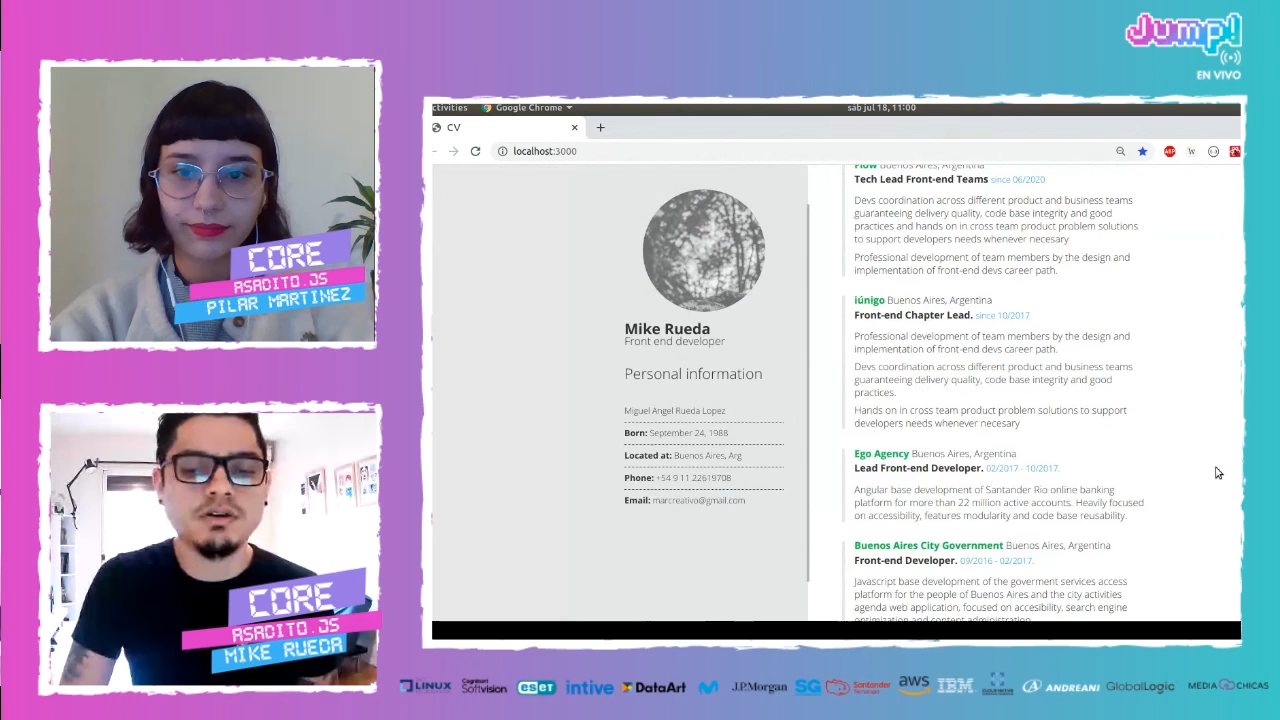 Jump!
EN VIVO
CORE
ASADITO.JS
PILAR MARTINEZ
CORE
ASADITO.JS
MIKE RUEDA
ctivities
Google Chrome
sáb jul 18, 11:00
CV
localhost:3000
ABP
W
Mike Rueda
Front end developer
Personal information
Miguel Angel Rueda Lopez
Born: September 24, 1988
Located at: Buenos Aires, Arg
Phone: +54 9 11 22619708
Email: marcreativo@gmail.com
Flow Buenos Aires, Argentina
Tech Lead Front-end Teams since 06/2020
Devs coordination across different product and business teams
guaranteeing delivery quality, code base integrity and good
practices and hands on in cross team product problem solutions
to support developers needs whenever necesary
Professional development of team members by the design and
implementation of front-end devs career path.
iúnigo Buenos Aires, Argentina
Front-end Chapter Lead. since 10/2017
Professional development of team members by the design and
implementation of front-end devs career path.
Devs coordination across different product and business teams
guaranteeing delivery quality, code base integrity and good
practices.
Hands on in cross team product problem solutions to support
developers needs whenever necesary
Ego Agency Buenos Aires, Argentina
Lead Front-end Developer. 02/2017 - 10/2017.
Angular base development of Santander Rio online banking
platform for more than 22 million active accounts. Heavily focused
on accessibility, features modularity and code base reusability.
Buenos Aires City Government Buenos Aires, Argentina
Front-end Developer. 09/2016 - 02/2017.
Javascript base development of the goverment services access
platform for the people of Buenos Aires and the city activities
agenda web application, focused on accesibility, search engine
optimization and content administration
LINUX
Cognizant
Softvision
eSET
intive
DataArt
J.P.Morgan
SG
Santander
Tecnología
aws
IBM
ANDREANI
GlobalLogic
MEDIA CHICAS